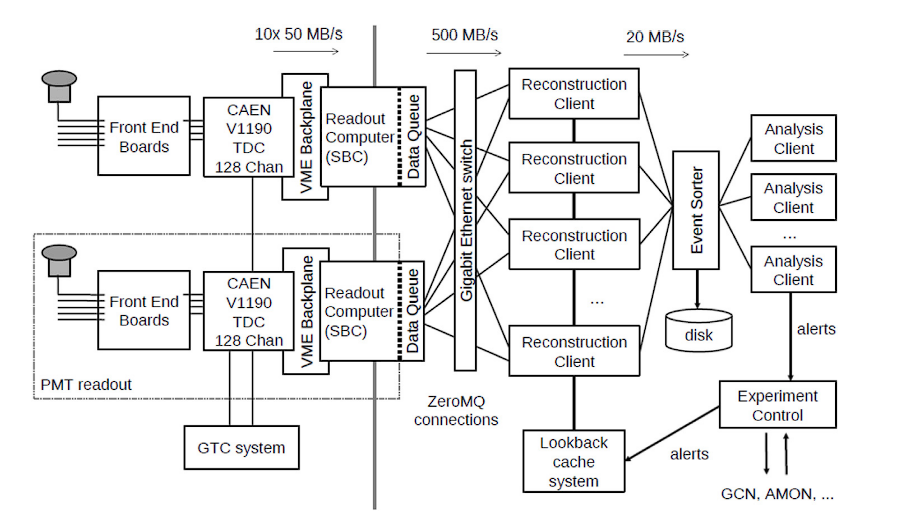 10x 50 MB/s
500 MB/s
20 MB/s
Front End
Boards
CAEN
V1190
TDC
128 Chan
VME Backplane
Readout
Computer
(SBC)
Data Queue
Gigabit Ethernet switch
Reconstruction
Client
Reconstruction
Client
Reconstruction
Client
...
Reconstruction
Client
Event Sorter
disk
Analysis
Client
Analysis
Client
...
Analysis
Client
Front End
Boards
CAEN
V1190
TDC
128 Chan
VME Backplane
Readout
Computer
(SBC)
Data Queue
PMT readout
GTC system
ZeroMQ
connections
Lookback
cache
system
alerts
alerts
Experiment
Control
GCN, AMON, ...